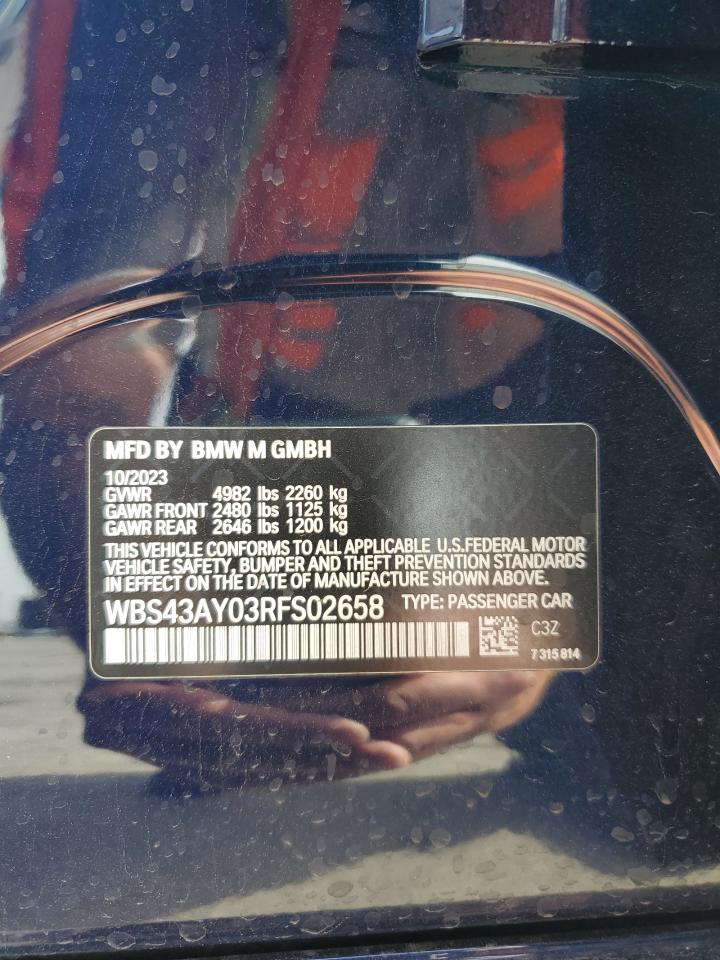 MFD BY BMW M GMBH
10/2023
GVWR 4982 lbs 2260 kg
GAWR FRONT 2480 lbs 1125 kg
GAWR REAR 2646 lbs 1200 kg
THIS VEHICLE CONFORMS TO ALL APPLICABLE U.S.FEDERAL MOTOR
VEHICLE SAFETY, BUMPER AND THEFT PREVENTION STANDARDS
IN EFFECT ON THE DATE OF MANUFACTURE SHOWN ABOVE.
WBS43AY03RFS02658 TYPE: PASSENGER CAR
C3Z
7 315 814